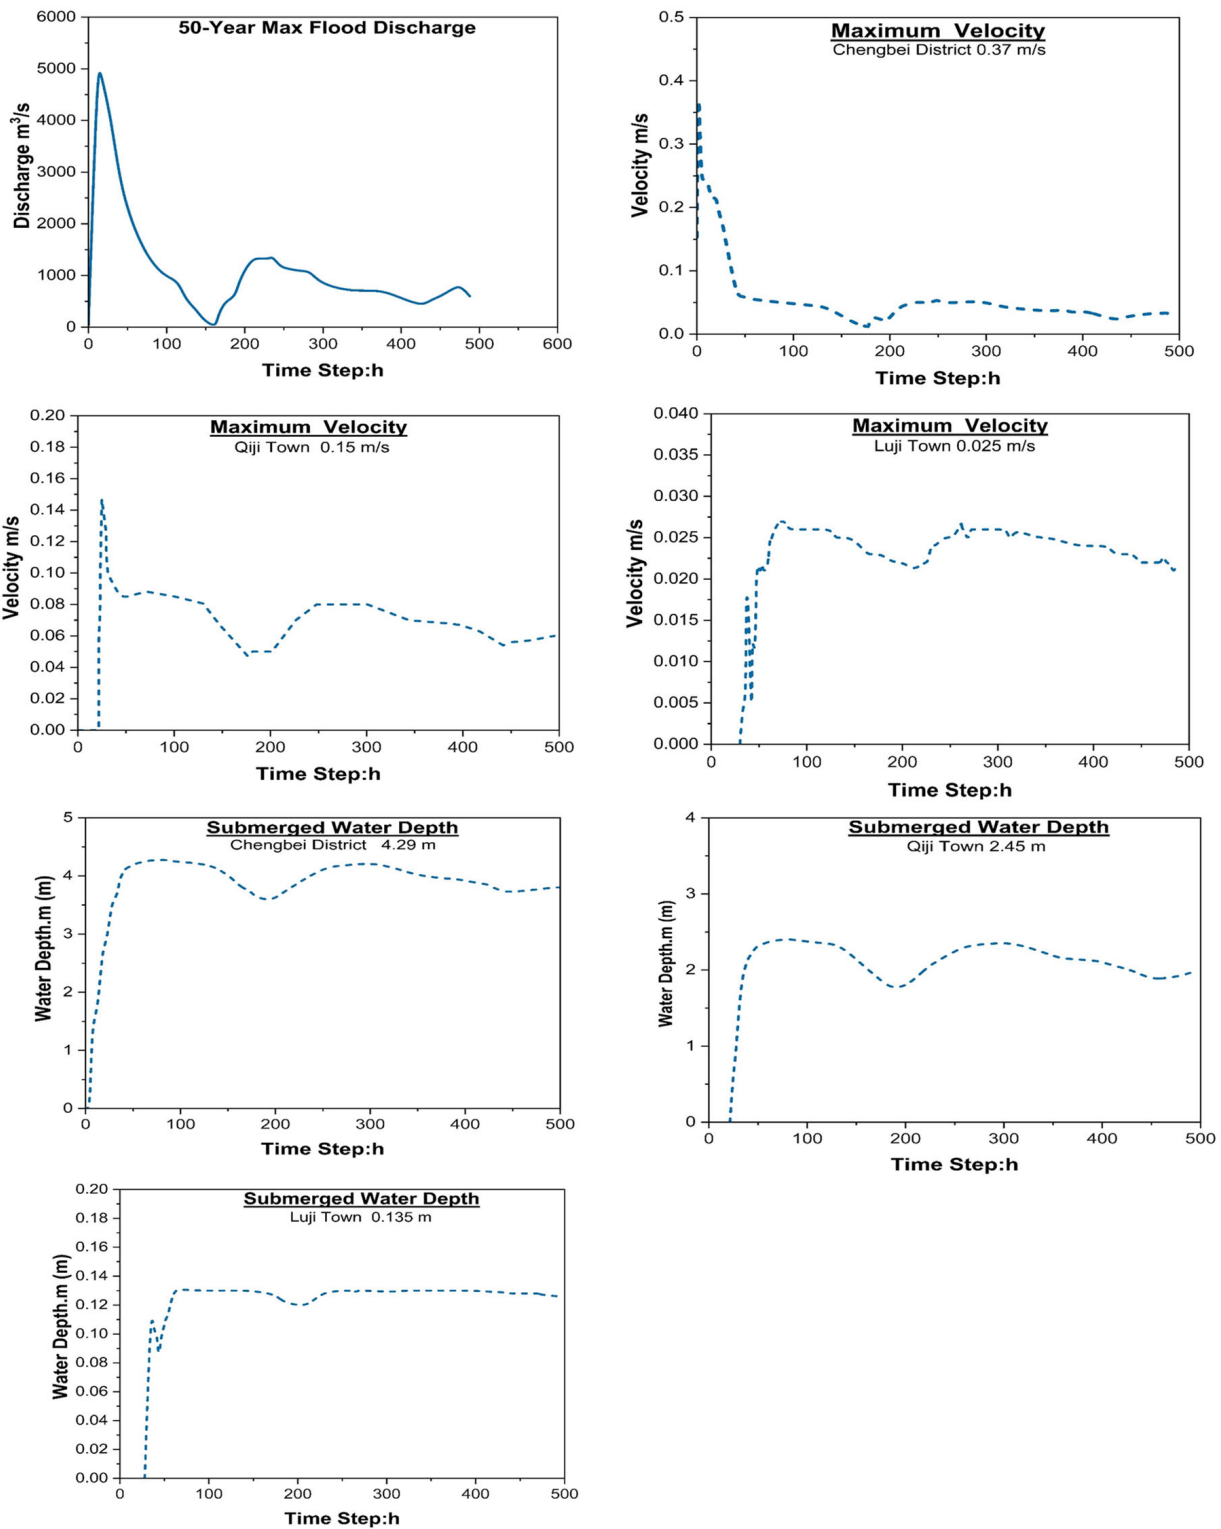 50-Year Max Flood Discharge
Discharge m³/s
6000
5000
4000
3000
2000
1000
0
0 100 200 300 400 500 600
Time Step:h
Maximum Velocity
Chengbei District 0.37 m/s
Velocity m/s
0.5
0.4
0.3
0.2
0.1
0.0
0 100 200 300 400 500
Time Step:h
Maximum Velocity
Qiji Town 0.15 m/s
Velocity m/s
0.20
0.18
0.16
0.14
0.12
0.10
0.08
0.06
0.04
0.02
0.00
0 100 200 300 400 500
Time Step:h
Maximum Velocity
Luji Town 0.025 m/s
Velocity m/s
0.040
0.035
0.030
0.025
0.020
0.015
0.010
0.005
0.000
0 100 200 300 400 500
Time Step:h
Submerged Water Depth
Chengbei District 4.29 m
Water Depth.m (m)
5
4
3
2
1
0
0 100 200 300 400 500
Time Step:h
Submerged Water Depth
Qiji Town 2.45 m
Water Depth.m (m)
4
3
2
1
0
0 100 200 300 400 500
Time Step:h
Submerged Water Depth
Luji Town 0.135 m
Water Depth.m (m)
0.20
0.18
0.16
0.14
0.12
0.10
0.08
0.06
0.04
0.02
0.00
0 100 200 300 400 500
Time Step:h